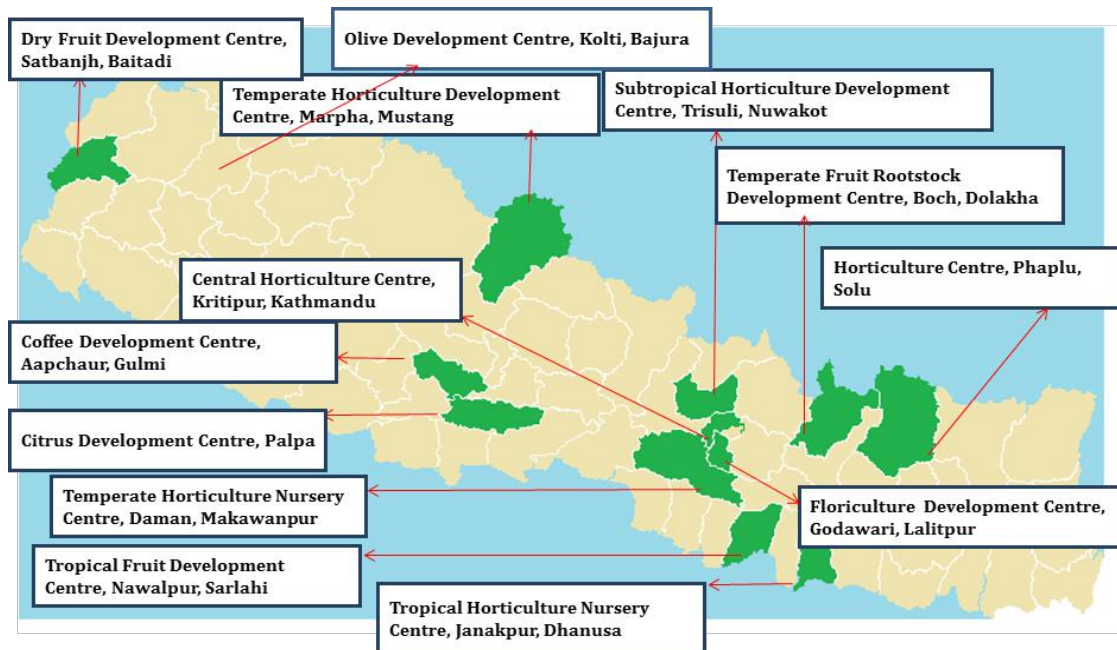 Dry Fruit Development Centre,
Satbanjh, Baitadi
Olive Development Centre, Kolti, Bajura
Temperate Horticulture Development
Centre, Marpha, Mustang
Subtropical Horticulture Development
Centre, Trisuli, Nuwakot
Temperate Fruit Rootstock
Development Centre, Boch, Dolakha
Horticulture Centre, Phaplu,
Solu
Central Horticulture Centre,
Kritipur, Kathmandu
Coffee Development Centre,
Aapchaur, Gulmi
Citrus Development Centre, Palpa
Temperate Horticulture Nursery
Centre, Daman, Makawanpur
Floriculture Development Centre,
Godawari, Lalitpur
Tropical Fruit Development
Centre, Nawalpur, Sarlahi
Tropical Horticulture Nursery
Centre, Janakpur, Dhanusa